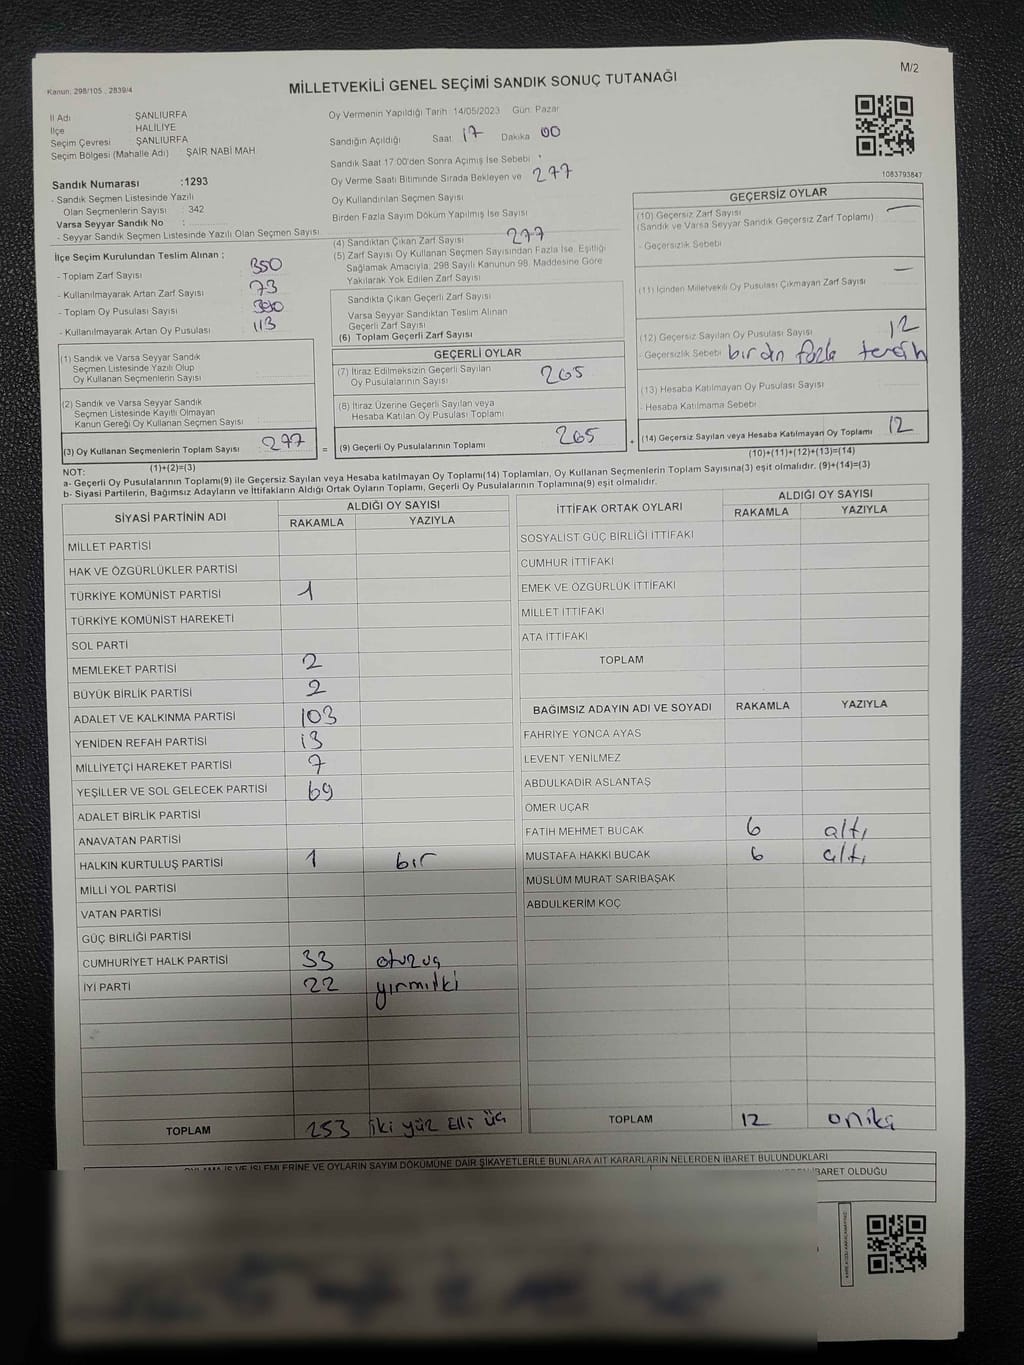 M/2
Kanun: 298/105 , 2839/4
MİLLETVEKİLİ GENEL SEÇİMİ SANDIK SONUÇ TUTANAĞI
İl Adı ŞANLIURFA
İlçe HALİLİYE
Seçim Çevresi ŞANLIURFA
Seçim Bölgesi (Mahalle Adı) ŞAİR NABİ MAH
Sandık Numarası :1293
- Sandık Seçmen Listesinde Yazılı
Olan Seçmenlerin Sayısı : 342
Varsa Seyyar Sandık No :
- Seyyar Sandık Seçmen Listesinde Yazılı Olan Seçmen Sayısı
Oy Vermenin Yapıldığı Tarih: 14/05/2023 Gün: Pazar
Sandığın Açıldığı Saat 17 Dakika 00
Sandık Saat 17:00'den Sonra Açımış İse Sebebi
Oy Verme Saati Bitiminde Sırada Bekleyen ve 277
Oy Kullandırılan Seçmen Sayısı
Birden Fazla Sayım Döküm Yapılmış İse Sayısı
1083793847
İlçe Seçim Kurulundan Teslim Alınan :
- Toplam Zarf Sayısı 350
- Kullanılmayarak Artan Zarf Sayısı 73
- Toplam Oy Pusulası Sayısı
- Kullanılmayarak Artan Oy Pusulası 113
(1) Sandık ve Varsa Seyyar Sandık
Seçmen Listesinde Yazılı Olup
Oy Kullanan Seçmenlerin Sayısı
(2) Sandık ve Varsa Seyyar Sandık
Seçmen Listesinde Kayıtlı Olmayan
Kanun Gereği Oy Kullanan Seçmen Sayısı
(3) Oy Kullanan Seçmenlerin Toplam Sayısı 277
(1)+(2)=(3)
(4) Sandıktan Çıkan Zarf Sayısı 277
(5) Zarf Sayısı Oy Kullanan Seçmen Sayısından Fazla İse, Eşitliği
Sağlamak Amacıyla, 298 Sayılı Kanunun 98. Maddesine Göre
Yakılarak Yok Edilen Zarf Sayısı
Sandıkta Çıkan Geçerli Zarf Sayısı
Varsa Seyyar Sandıktan Teslim Alınan
Geçerli Zarf Sayısı
(6) Toplam Geçerli Zarf Sayısı
GEÇERLİ OYLAR
(7) İtiraz Edilmeksizin Geçerli Sayılan
Oy Pusulalarının Sayısı 265
(8) İtiraz Üzerine Geçerli Sayılan veya
Hesaba Katılan Oy Pusulası Toplamı
= (9) Geçerli Oy Pusulalarının Toplamı 265
GEÇERSİZ OYLAR
(10) Geçersiz Zarf Sayısı —
(Sandık ve Varsa Seyyar Sandık Geçersiz Zarf Toplamı)
- Geçersizlik Sebebi
(11) İçinden Milletvekili Oy Pusulası Çıkmayan Zarf Sayısı —
(12) Geçersiz Sayılan Oy Pusulası Sayısı 12
- Geçersizlik Sebebi birdn fazla tercih
(13) Hesaba Katılmayan Oy Pusulası Sayısı
- Hesaba Katılmama Sebebi
+ (14) Geçersiz Sayılan veya Hesaba Katılmayan Oy Toplamı 12
(10)+(11)+(12)+(13)=(14)
NOT:
a- Geçerli Oy Pusulalarının Toplamı(9) ile Geçersiz Sayılan veya Hesaba katılmayan Oy Toplamı(14) Toplamları, Oy Kullanan Seçmenlerin Toplam Sayısına(3) eşit olmalıdır. (9)+(14)=(3)
b- Siyasi Partilerin, Bağımsız Adayların ve İttifakların Aldığı Ortak Oyların Toplamı, Geçerli Oy Pusulalarının Toplamına(9) eşit olmalıdır.
SİYASİ PARTİNİN ADI ALDIĞI OY SAYISI
RAKAMLA YAZIYLA
MİLLET PARTİSİ
HAK VE ÖZGÜRLÜKLER PARTİSİ
TÜRKİYE KOMÜNİST PARTİSİ 1
TÜRKİYE KOMÜNİST HAREKETİ
SOL PARTİ
MEMLEKET PARTİSİ 2
BÜYÜK BİRLİK PARTİSİ 2
ADALET VE KALKINMA PARTİSİ 103
YENİDEN REFAH PARTİSİ 13
MİLLİYETÇİ HAREKET PARTİSİ 7
YEŞİLLER VE SOL GELECEK PARTİSİ 69
ADALET BİRLİK PARTİSİ
ANAVATAN PARTİSİ
HALKIN KURTULUŞ PARTİSİ 1 bir
MİLLİ YOL PARTİSİ
VATAN PARTİSİ
GÜÇ BİRLİĞİ PARTİSİ
CUMHURİYET HALK PARTİSİ 33 otuzuç
İYİ PARTİ 22 yırmıiki
TOPLAM 253 iki yüz Elli üç
İTTİFAK ORTAK OYLARI ALDIĞI OY SAYISI
RAKAMLA YAZIYLA
SOSYALİST GÜÇ BİRLİĞİ İTTİFAKI
CUMHUR İTTİFAKI
EMEK VE ÖZGÜRLÜK İTTİFAKI
MİLLET İTTİFAKI
ATA İTTİFAKI
TOPLAM
BAĞIMSIZ ADAYIN ADI VE SOYADI RAKAMLA YAZIYLA
FAHRİYE YONCA AYAS
LEVENT YENİLMEZ
ABDULKADİR ASLANTAŞ
ÖMER UÇAR
FATİH MEHMET BUCAK 6 altı
MUSTAFA HAKKI BUCAK 6 altı
MÜSLÜM MURAT SARIBAŞAK
ABDULKERİM KOÇ
TOPLAM 12 oniki
OYLAMA İŞ VE İŞLEMLERİNE VE OYLARIN SAYIM DÖKÜMÜNE DAİR ŞİKAYETLERLE BUNLARA AİT KARARLARIN NELERDEN İBARET BULUNDUKLARI
İBARET OLDUĞU